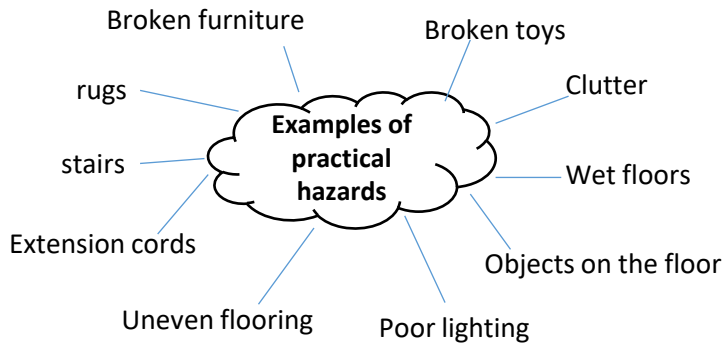 Broken furniture
Broken toys
rugs
Clutter
Examples of
practical
hazards
stairs
Wet floors
Extension cords
Objects on the floor
Uneven flooring
Poor lighting